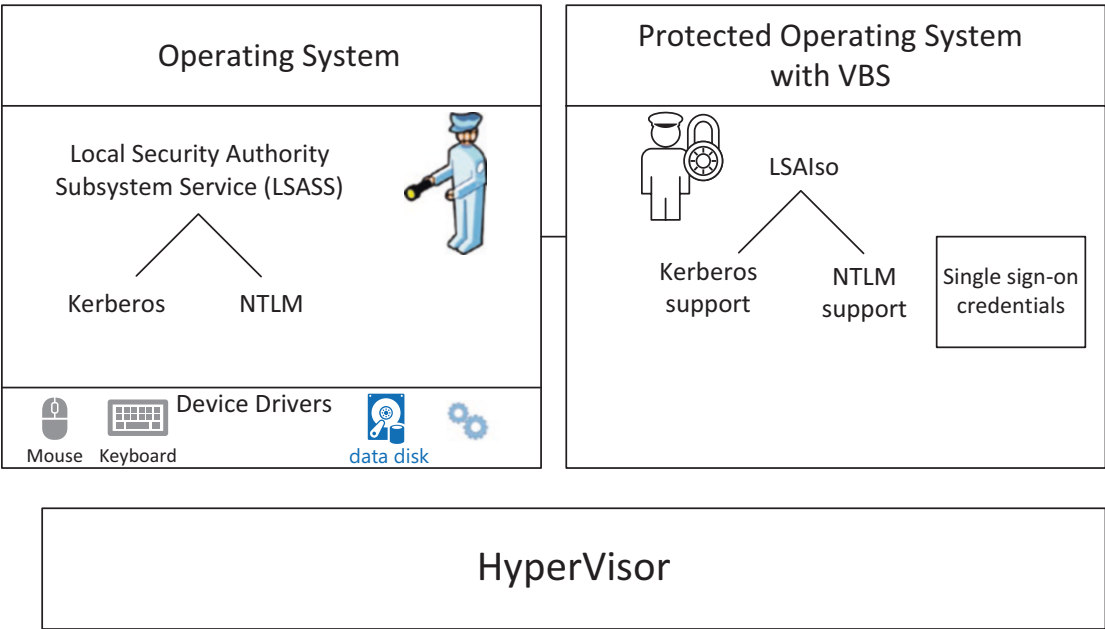 Operating System
Local Security Authority
Subsystem Service (LSASS)
Kerberos
NTLM
Device Drivers
Mouse
Keyboard
data disk
Protected Operating System
with VBS
LSAIso
Kerberos
support
NTLM
support
Single sign-on
credentials
HyperVisor